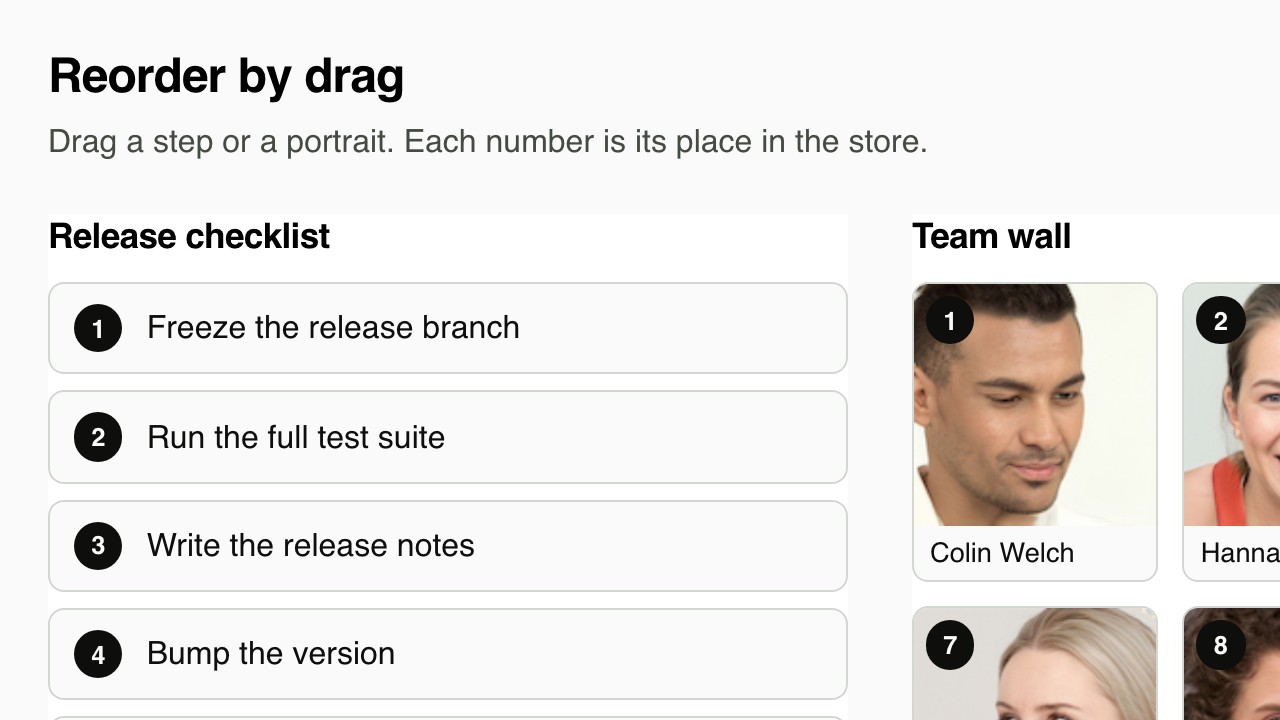 Reorder by drag
Drag a step or a portrait. Each number is its place in the store.
Release checklist
1 Freeze the release branch
2 Run the full test suite
3 Write the release notes
4 Bump the version
Team wall
1
2
Colin Welch
Hanna
7
8